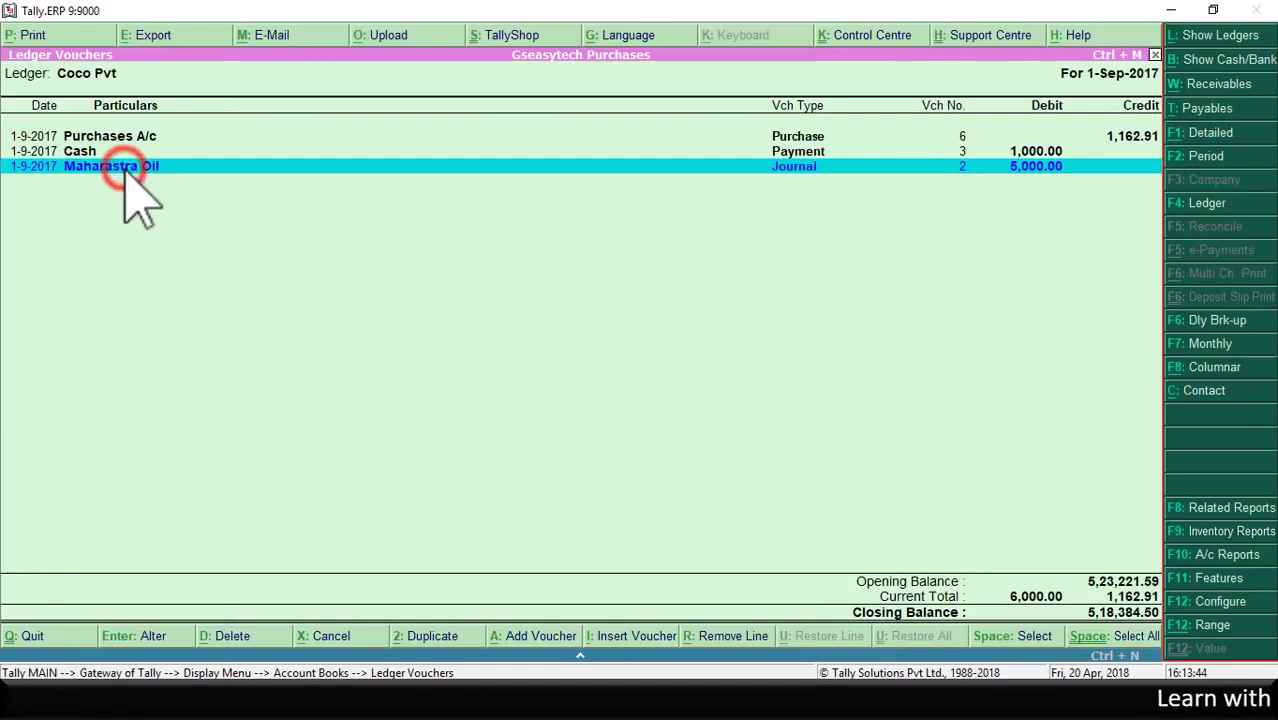 Tally.ERP 9:9000
P: Print E: Export M: E-Mail O: Upload S: TallyShop G: Language K: Keyboard K: Control Centre H: Support Centre H: Help
Ledger Vouchers Gseasytech Purchases Ctrl + M
Ledger: Coco Pvt For 1-Sep-2017
Date Particulars Vch Type Vch No. Debit Credit
1-9-2017 Purchases A/c Purchase 6 1,162.91
1-9-2017 Cash Payment 3 1,000.00
1-9-2017 Maharastra Oil Journal 2 5,000.00
Opening Balance : 5,23,221.59
Current Total : 6,000.00 1,162.91
Closing Balance : 5,18,384.50
Q: Quit Enter: Alter D: Delete X: Cancel 2: Duplicate A: Add Voucher I: Insert Voucher R: Remove Line U: Restore Line U: Restore All Space: Select Space: Select All
Ctrl + N
Tally MAIN --> Gateway of Tally --> Display Menu --> Account Books --> Ledger Vouchers © Tally Solutions Pvt Ltd., 1988-2018 Fri, 20 Apr, 2018 16:13:44
L: Show Ledgers
B: Show Cash/Bank
W: Receivables
T: Payables
F1: Detailed
F2: Period
F3: Company
F4: Ledger
F5: Reconcile
F5: e-Payments
F6: Multi Ch. Print
F6: Deposit Slip Print
F6: Dly Brk-up
F7: Monthly
F8: Columnar
C: Contact
F8: Related Reports
F9: Inventory Reports
F10: A/c Reports
F11: Features
F12: Configure
F12: Range
F12: Value
Learn with